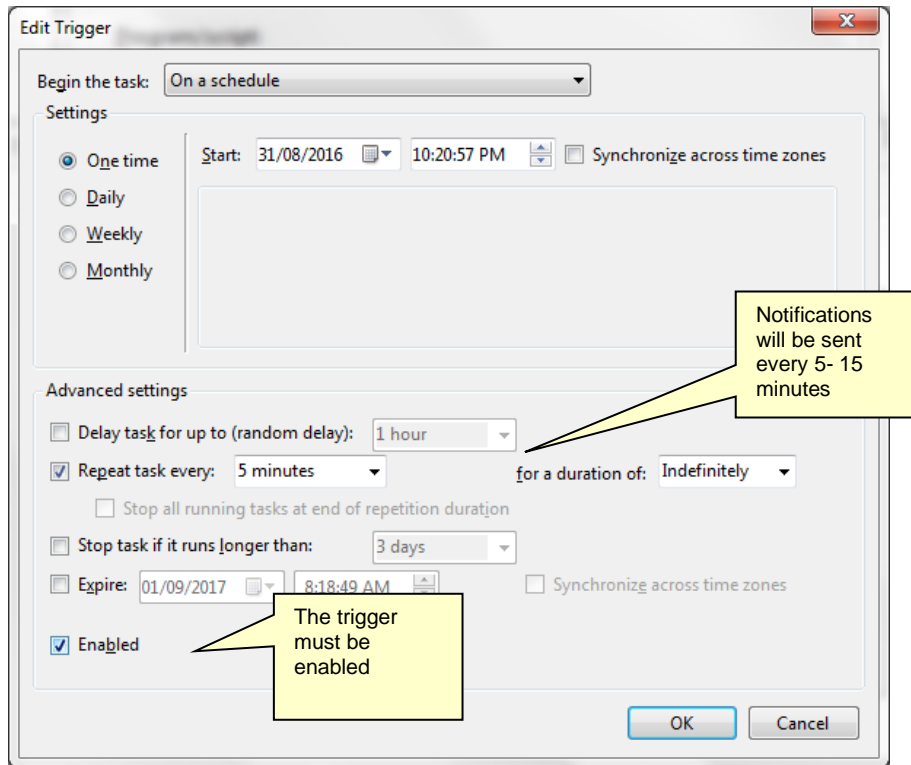 Edit Trigger
Begin the task: On a schedule
Settings
One time
Daily
Weekly
Monthly
Start: 31/08/2016 10:20:57 PM Synchronize across time zones
Notifications
will be sent
every 5- 15
minutes
Advanced settings
Delay task for up to (random delay): 1 hour
Repeat task every: 5 minutes for a duration of: Indefinitely
Stop all running tasks at end of repetition duration
Stop task if it runs longer than: 3 days
Expire: 01/09/2017 8:18:49 AM Synchronize across time zones
The trigger
must be
enabled
Enabled
OK Cancel